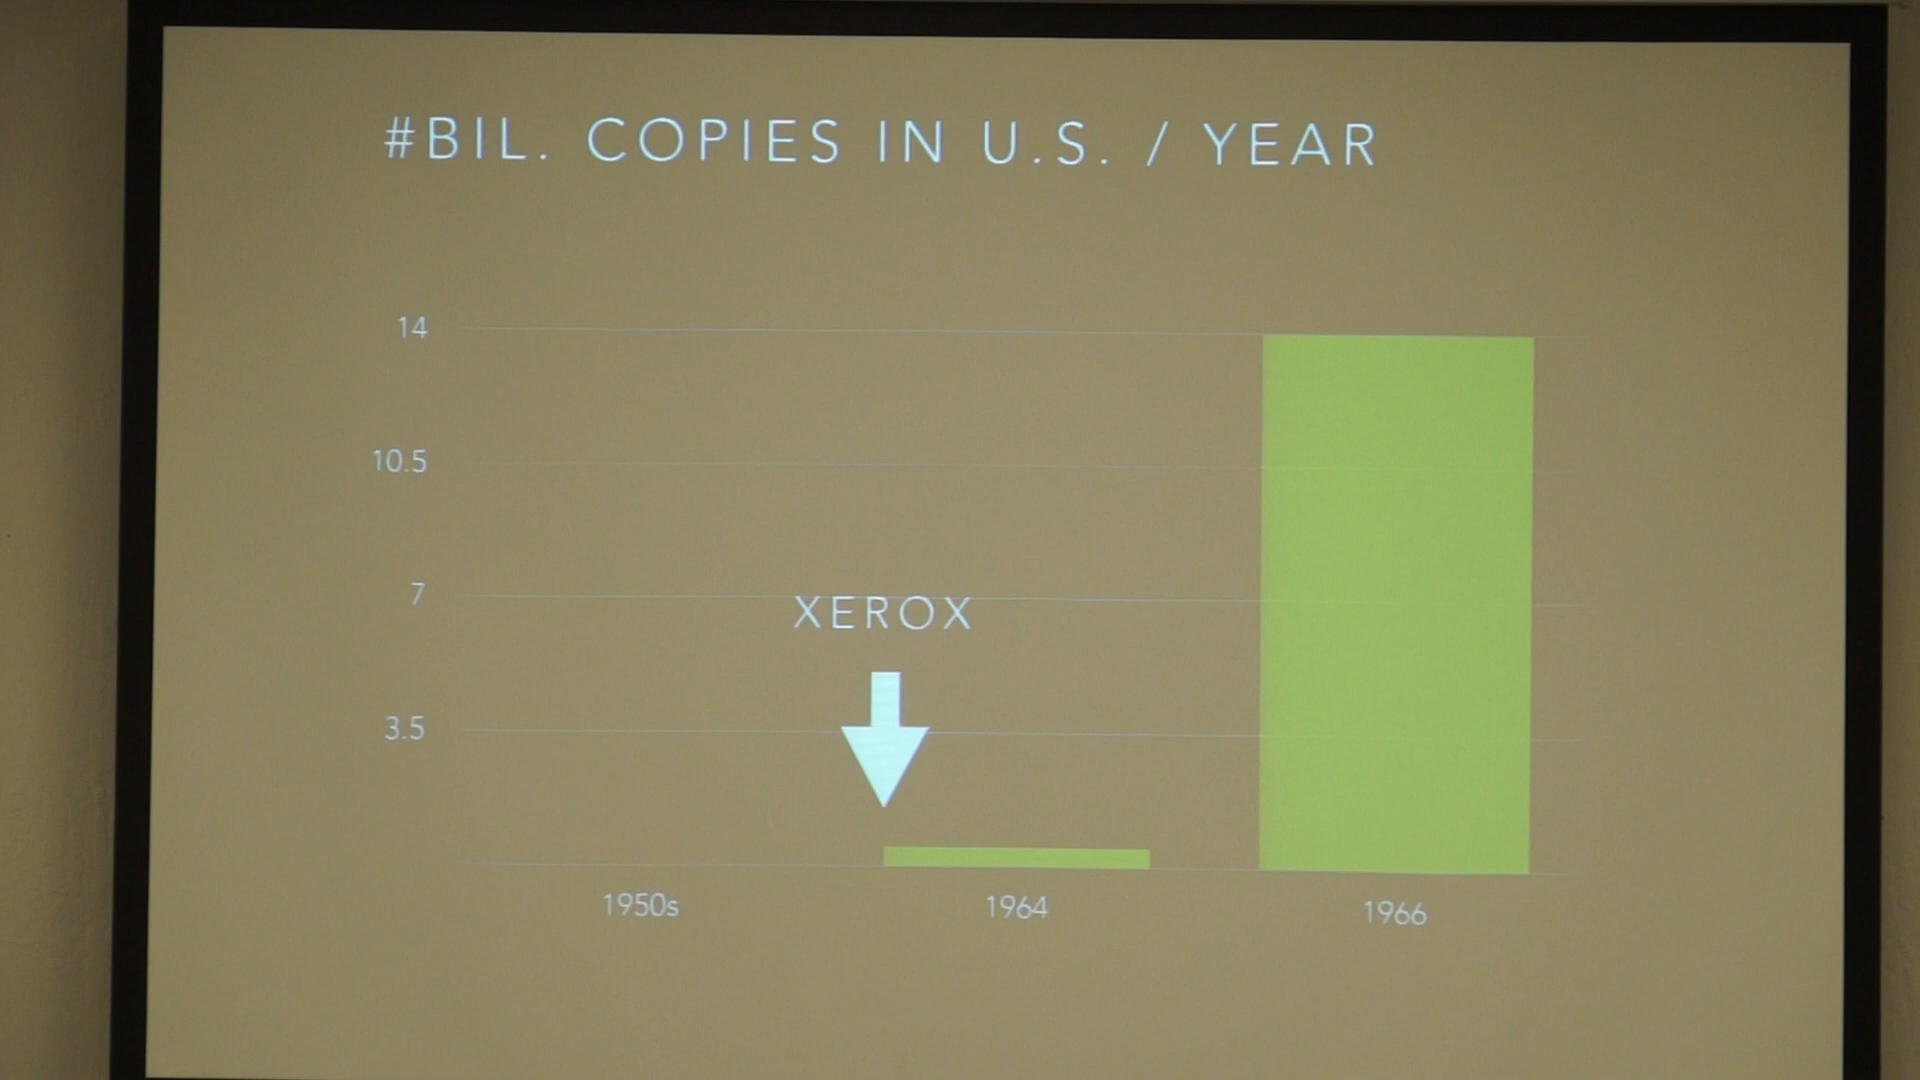 #BIL. COPIES IN U.S. / YEAR
14
10.5
7
XEROX
3.5
1950s
1964
1966